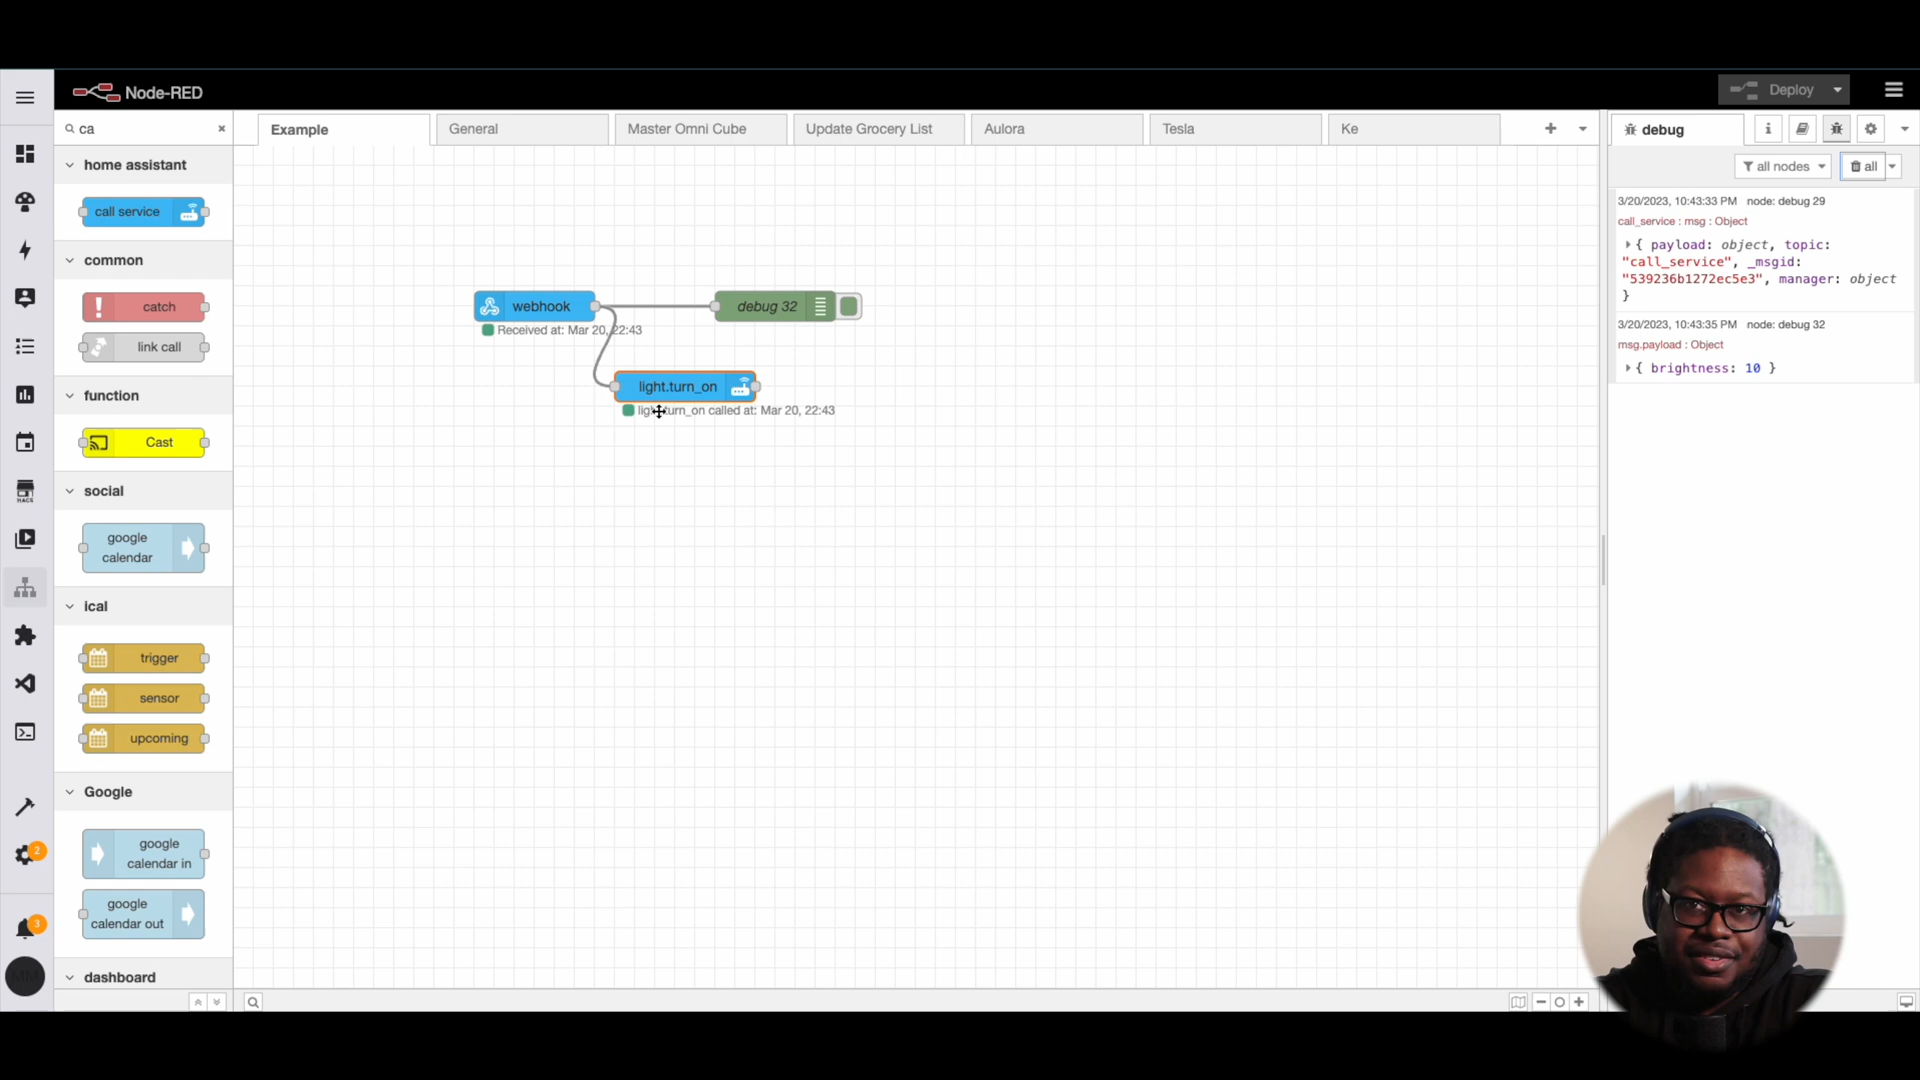 Node-RED
Deploy
ca
Example
General
Master Omni Cube
Update Grocery List
Aulora
Tesla
Ke
debug
all nodes
all
home assistant
call service
common
catch
link call
function
Cast
social
google
calendar
ical
trigger
sensor
upcoming
Google
google
calendar in
google
calendar out
dashboard
HACS
2
3
MM
webhook
Received at: Mar 20, 22:43
debug 32
light.turn_on
light.turn_on called at: Mar 20, 22:43
3/20/2023, 10:43:33 PM node: debug 29
call_service : msg : Object
{ payload: object, topic:
"call_service", _msgid:
"539236b1272ec5e3", manager: object
}
3/20/2023, 10:43:35 PM node: debug 32
msg.payload : Object
{ brightness: 10 }